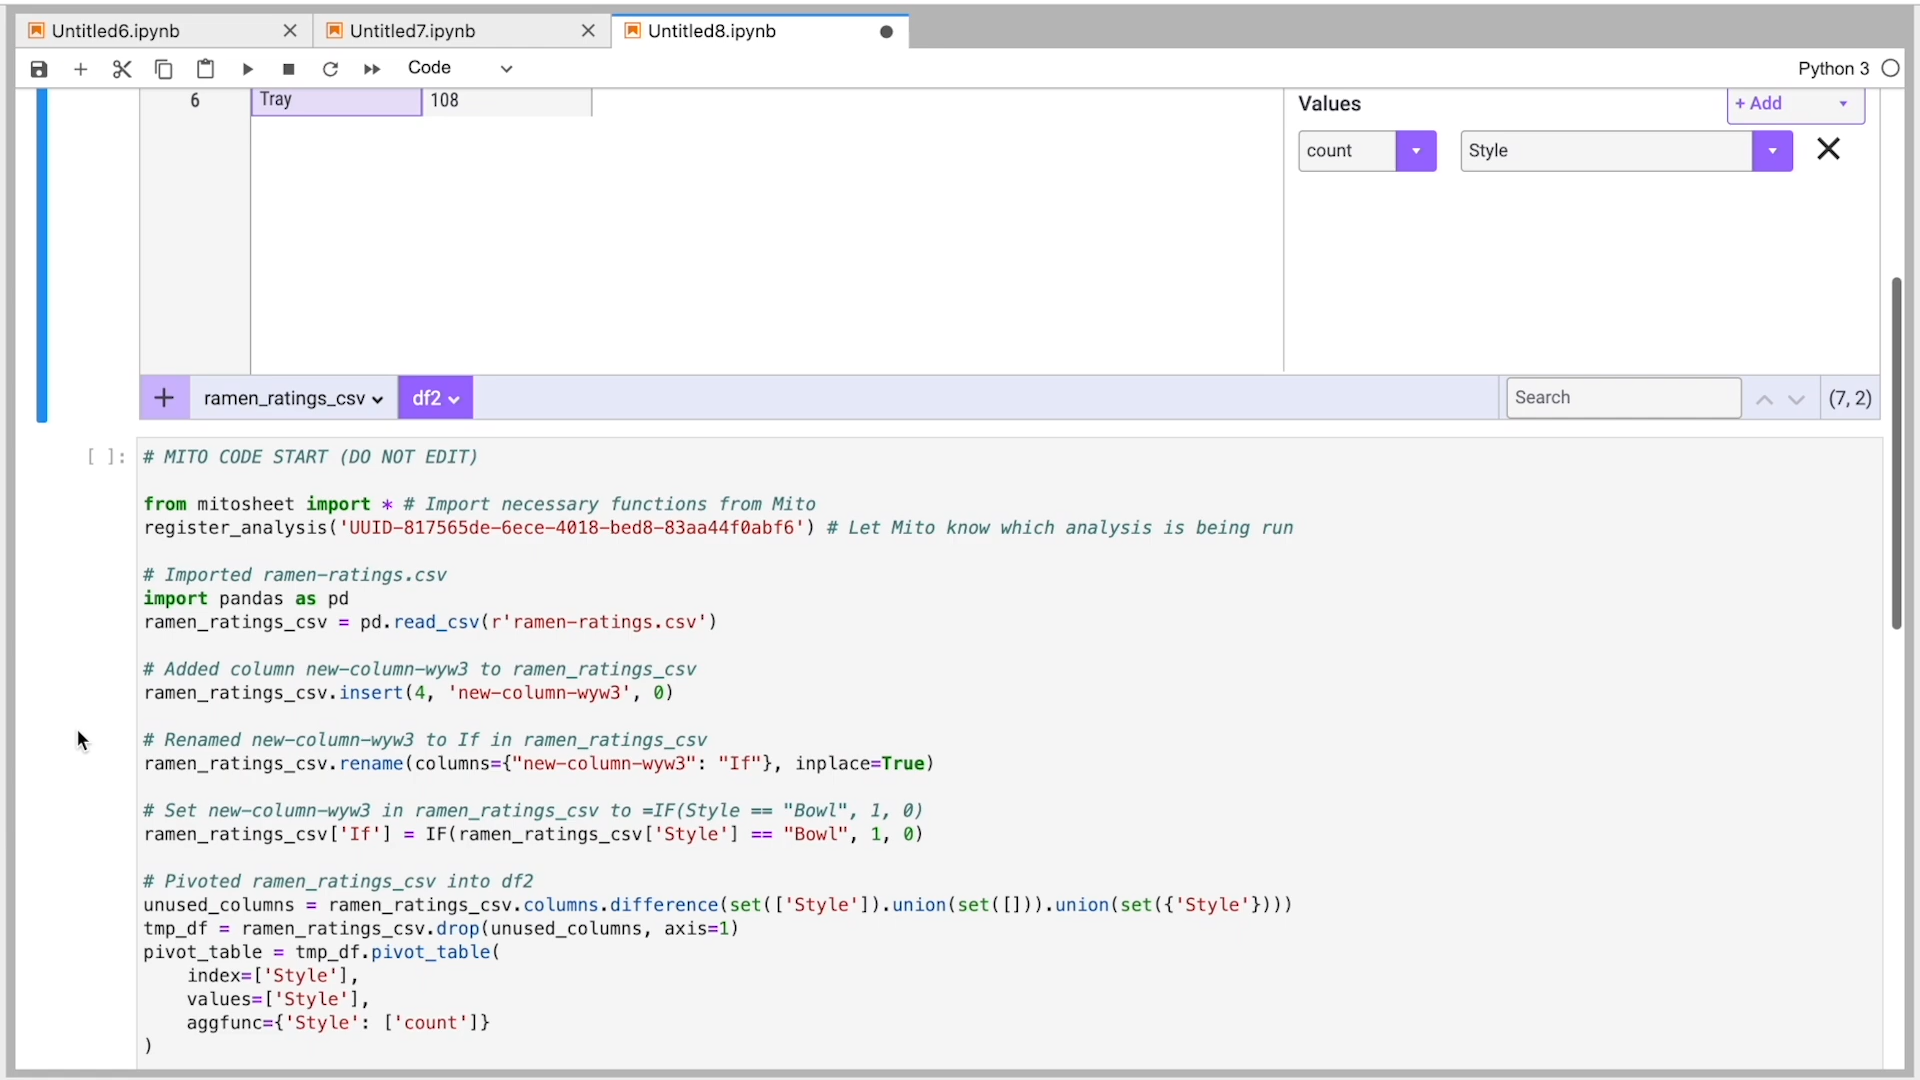 Untitled6.ipynb
Untitled7.ipynb
Untitled8.ipynb
Code
Python 3
6 Tray 108
Values
+ Add
count
Style
ramen_ratings_csv
df2
Search
(7, 2)
[ ]:
# MITO CODE START (DO NOT EDIT)
from mitosheet import * # Import necessary functions from Mito
register_analysis('UUID-817565de-6ece-4018-bed8-83aa44f0abf6') # Let Mito know which analysis is being run
# Imported ramen-ratings.csv
import pandas as pd
ramen_ratings_csv = pd.read_csv(r'ramen-ratings.csv')
# Added column new-column-wyw3 to ramen_ratings_csv
ramen_ratings_csv.insert(4, 'new-column-wyw3', 0)
# Renamed new-column-wyw3 to If in ramen_ratings_csv
ramen_ratings_csv.rename(columns={"new-column-wyw3": "If"}, inplace=True)
# Set new-column-wyw3 in ramen_ratings_csv to =IF(Style == "Bowl", 1, 0)
ramen_ratings_csv['If'] = IF(ramen_ratings_csv['Style'] == "Bowl", 1, 0)
# Pivoted ramen_ratings_csv into df2
unused_columns = ramen_ratings_csv.columns.difference(set(['Style']).union(set([])).union(set({'Style'})))
tmp_df = ramen_ratings_csv.drop(unused_columns, axis=1)
pivot_table = tmp_df.pivot_table(
    index=['Style'],
    values=['Style'],
    aggfunc={'Style': ['count']}
)